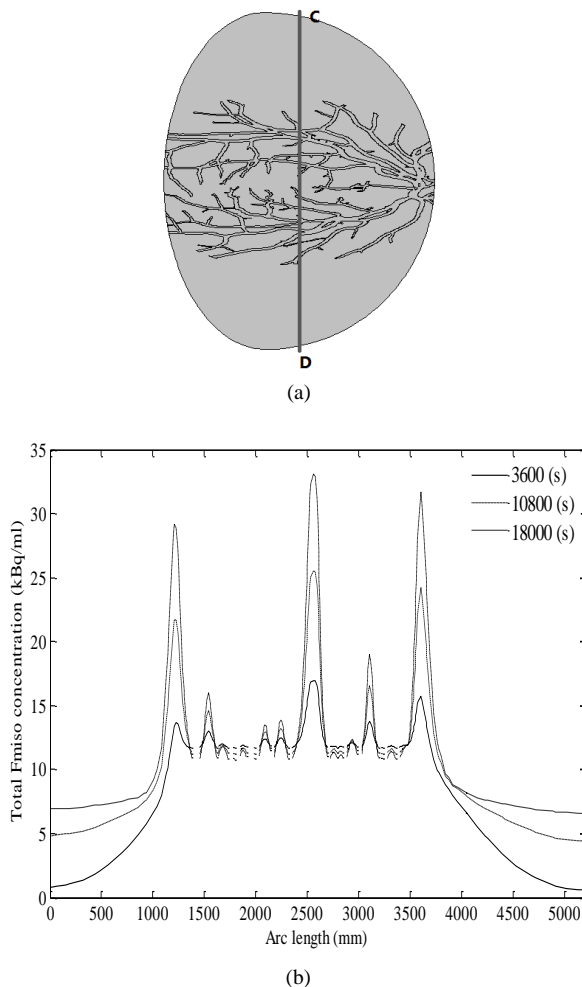 C
D
(a)
35
30
25
20
15
10
5
0
Total Fmiso concentration (kBq/ml)
3600 (s)
10800 (s)
18000 (s)
0 500 1000 1500 2000 2500 3000 3500 4000 4500 5000
Arc length (mm)
(b)